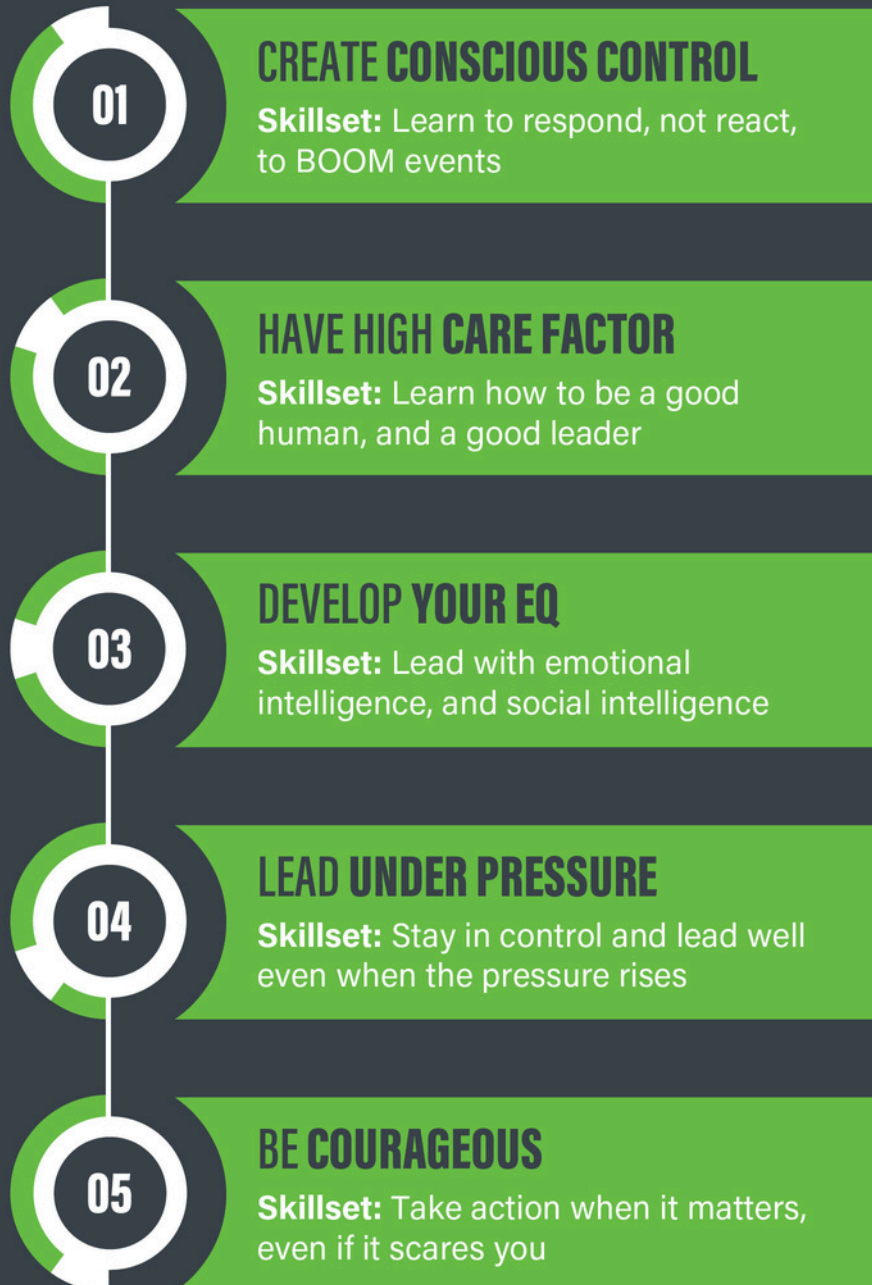 01
CREATE CONSCIOUS CONTROL
Skillset: Learn to respond, not react,
to BOOM events
02
HAVE HIGH CARE FACTOR
Skillset: Learn how to be a good
human, and a good leader
03
DEVELOP YOUR EQ
Skillset: Lead with emotional
intelligence, and social intelligence
04
LEAD UNDER PRESSURE
Skillset: Stay in control and lead well
even when the pressure rises
05
BE COURAGEOUS
Skillset: Take action when it matters,
even if it scares you